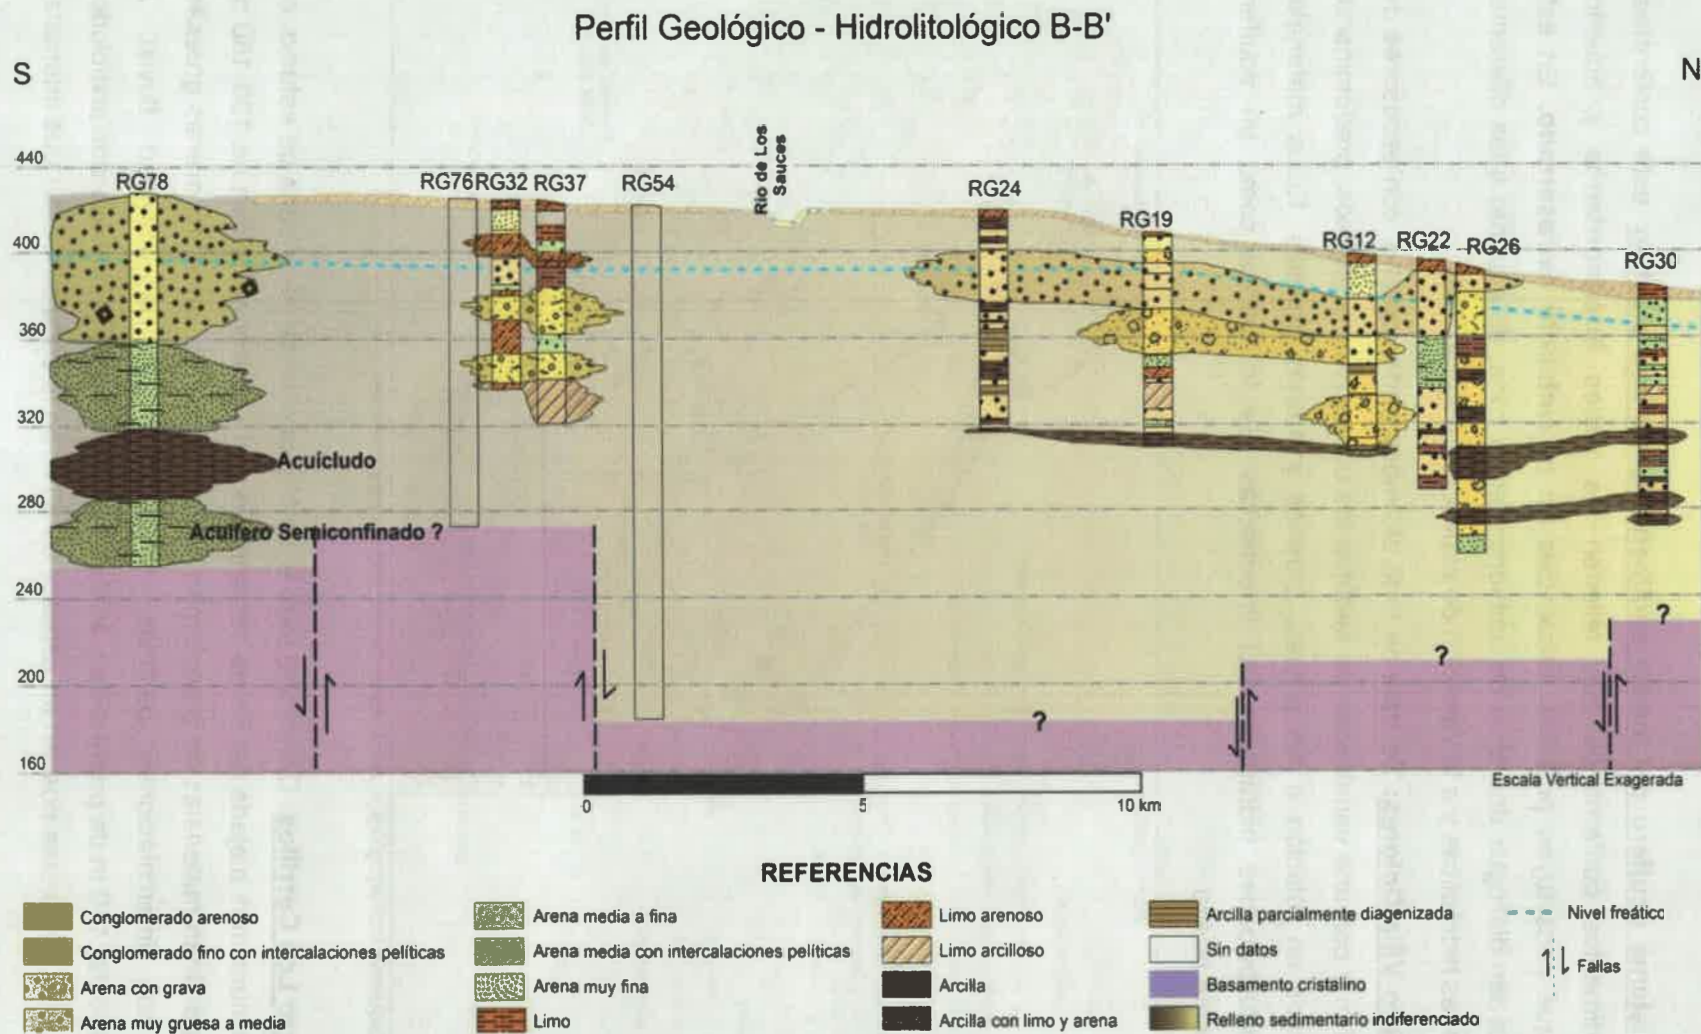 Perfil Geológico - Hidrolitológico B-B'
S
N
440
400
360
320
280
240
200
160
RG78
RG76
RG32
RG37
RG54
Rio de Los
Sauces
RG24
RG19
RG12
RG22
RG26
RG30
Acuícludo
Acuífero Semiconfinado ?
?
?
?
0
5
10 km
Escala Vertical Exagerada
REFERENCIAS
Conglomerado arenoso
Conglomerado fino con intercalaciones pelíticas
Arena con grava
Arena muy gruesa a media
Arena media a fina
Arena media con intercalaciones pelíticas
Arena muy fina
Limo
Limo arenoso
Limo arcilloso
Arcilla
Arcilla con limo y arena
Arcilla parcialmente diagenizada
Sin datos
Basamento cristalino
Relleno sedimentario indiferenciado
Nivel freático
Fallas